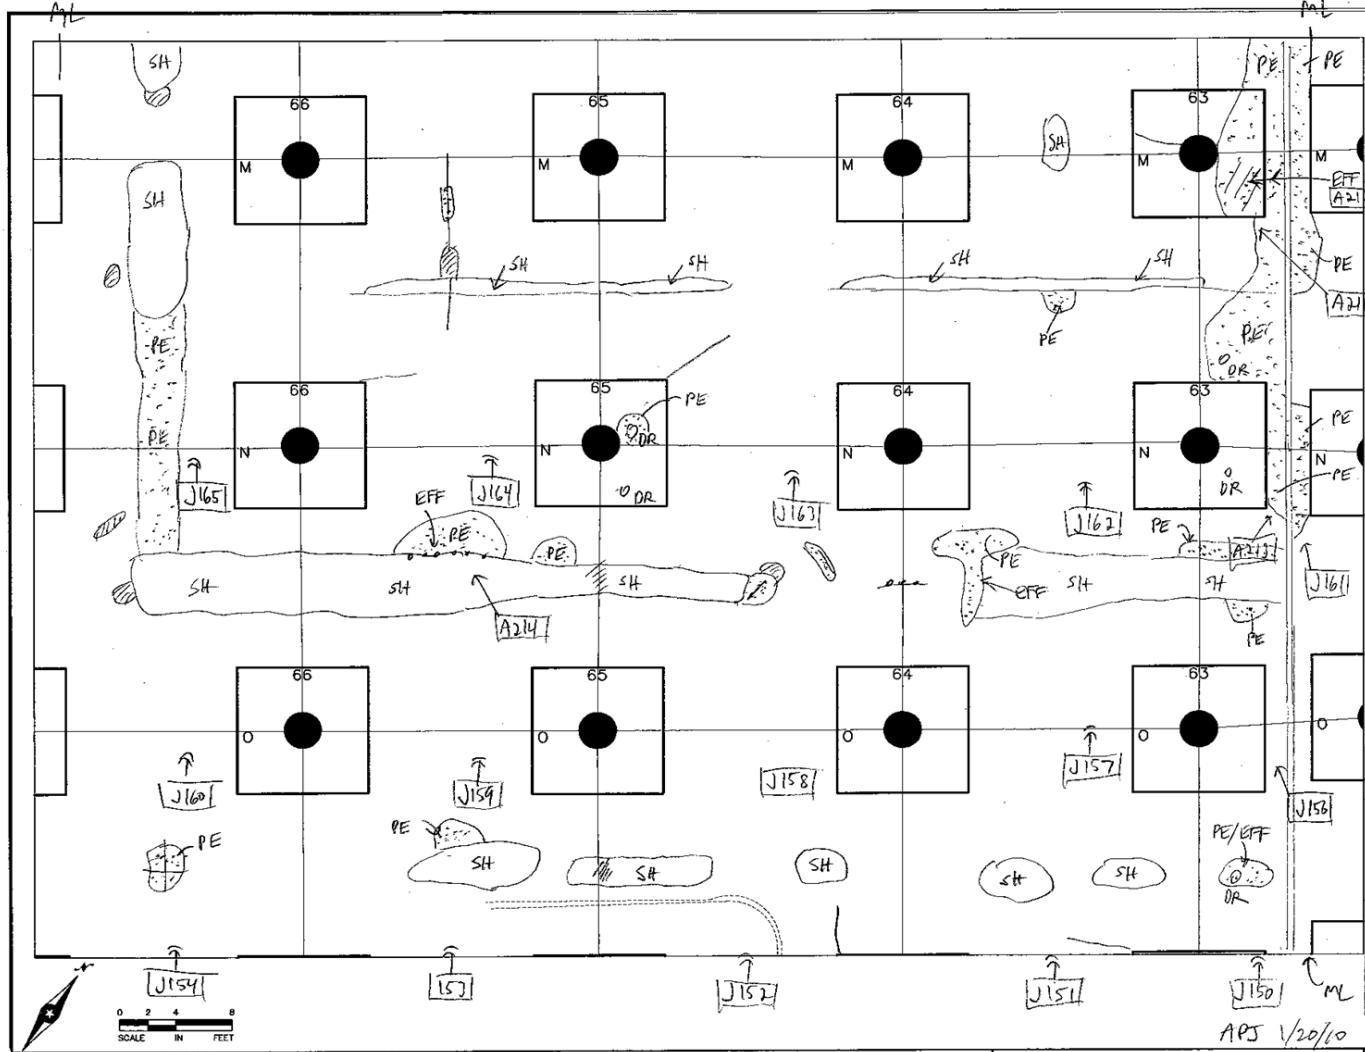 ML ML
SH PE PE
66 65 64 63
SH
M M M M M
EFF
A21
SH
SH SH SH SH PE
A21
PE PE PE
DR
66 65 64 63
PE PE
PE DR
N N N N N
DR PE
J165 EFF J164 DR J163 J162
PE PE PE PE A213
SH SH SH EFF SH SH J161
A214 PE
66 65 64 63
O O O O O
J160 J159 J158 J157
J156
PE PE PE/EFF
SH SH SH SH SH
DR
J154 153 J152 J151 J150 ML
N
0 2 4 8
SCALE IN FEET
APJ 1/20/10